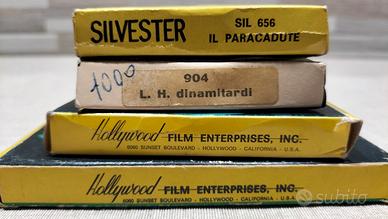 SILVESTER
SIL 656
IL PARACADUTE
1000
904
L. H. dinamitardi
Hollywood FILM ENTERPRISES, INC.
6060 SUNSET BOULEVARD - HOLLYWOOD - CALIFORNIA - U.S.A.
Hollywood FILM ENTERPRISES, INC.
6060 SUNSET BOULEVARD - HOLLYWOOD - CALIFORNIA - U.S.A.
subito